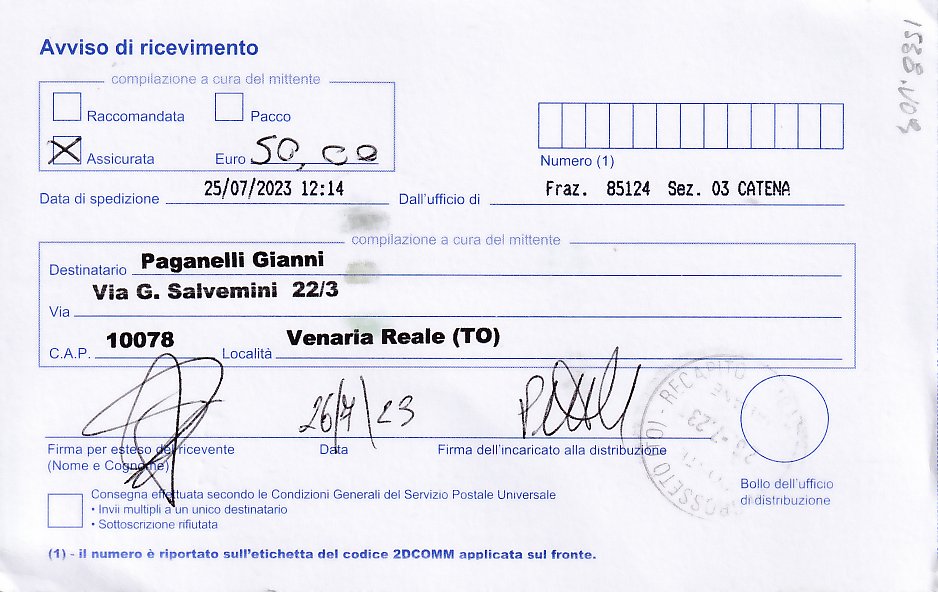 Avviso di ricevimento
compilazione a cura del mittente
Raccomandata Pacco
Assicurata Euro 50,00
Numero (1)
Data di spedizione 25/07/2023 12:14 Dall'ufficio di Fraz. 85124 Sez. 03 CATENA
compilazione a cura del mittente
Destinatario Paganelli Gianni
Via G. Salvemini 22/3
Via
C.A.P. 10078 Località Venaria Reale (TO)
26/7/23
Firma per esteso del ricevente Data Firma dell'incaricato alla distribuzione
(Nome e Cognome)
RECAPITO
Bollo dell'ufficio
di distribuzione
Consegna effettuata secondo le Condizioni Generali del Servizio Postale Universale
• Invii multipli a un unico destinatario
• Sottoscrizione rifiutata
(1) - il numero è riportato sull'etichetta del codice 2DCOMM applicata sul fronte.